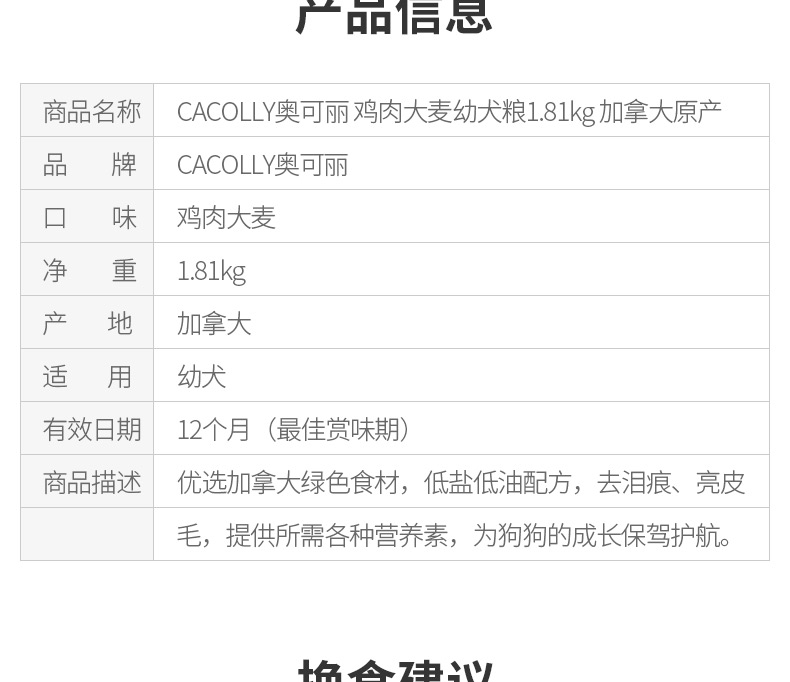 产品信息
商品名称 CACOLLY奥可丽 鸡肉大麦幼犬粮1.81kg 加拿大原产
品 牌 CACOLLY奥可丽
口 味 鸡肉大麦
净 重 1.81kg
产 地 加拿大
适 用 幼犬
有效日期 12个月（最佳赏味期）
商品描述 优选加拿大绿色食材，低盐低油配方，去泪痕、亮皮
毛，提供所需各种营养素，为狗狗的成长保驾护航。
换食建议